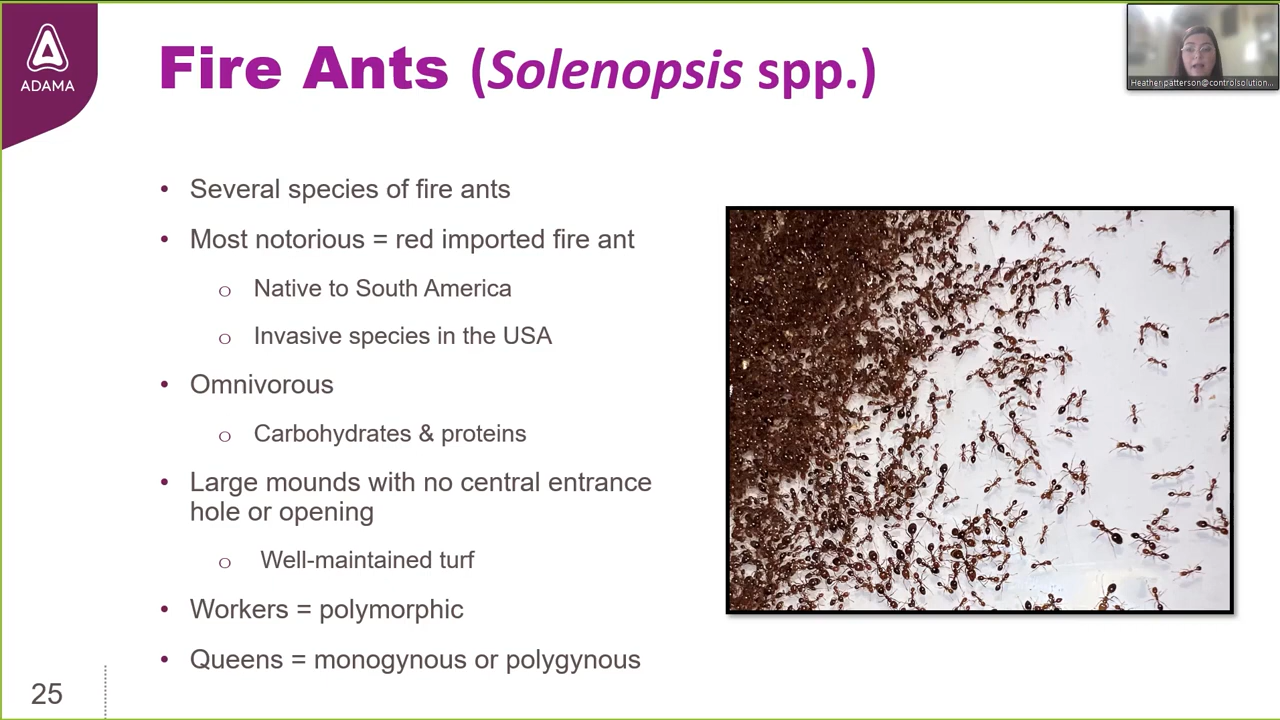 ADAMA
Fire Ants (Solenopsis spp.)
Heather.patterson@controlsolution...
• Several species of fire ants
• Most notorious = red imported fire ant
o Native to South America
o Invasive species in the USA
• Omnivorous
o Carbohydrates & proteins
• Large mounds with no central entrance
hole or opening
o Well-maintained turf
• Workers = polymorphic
• Queens = monogynous or polygynous
25